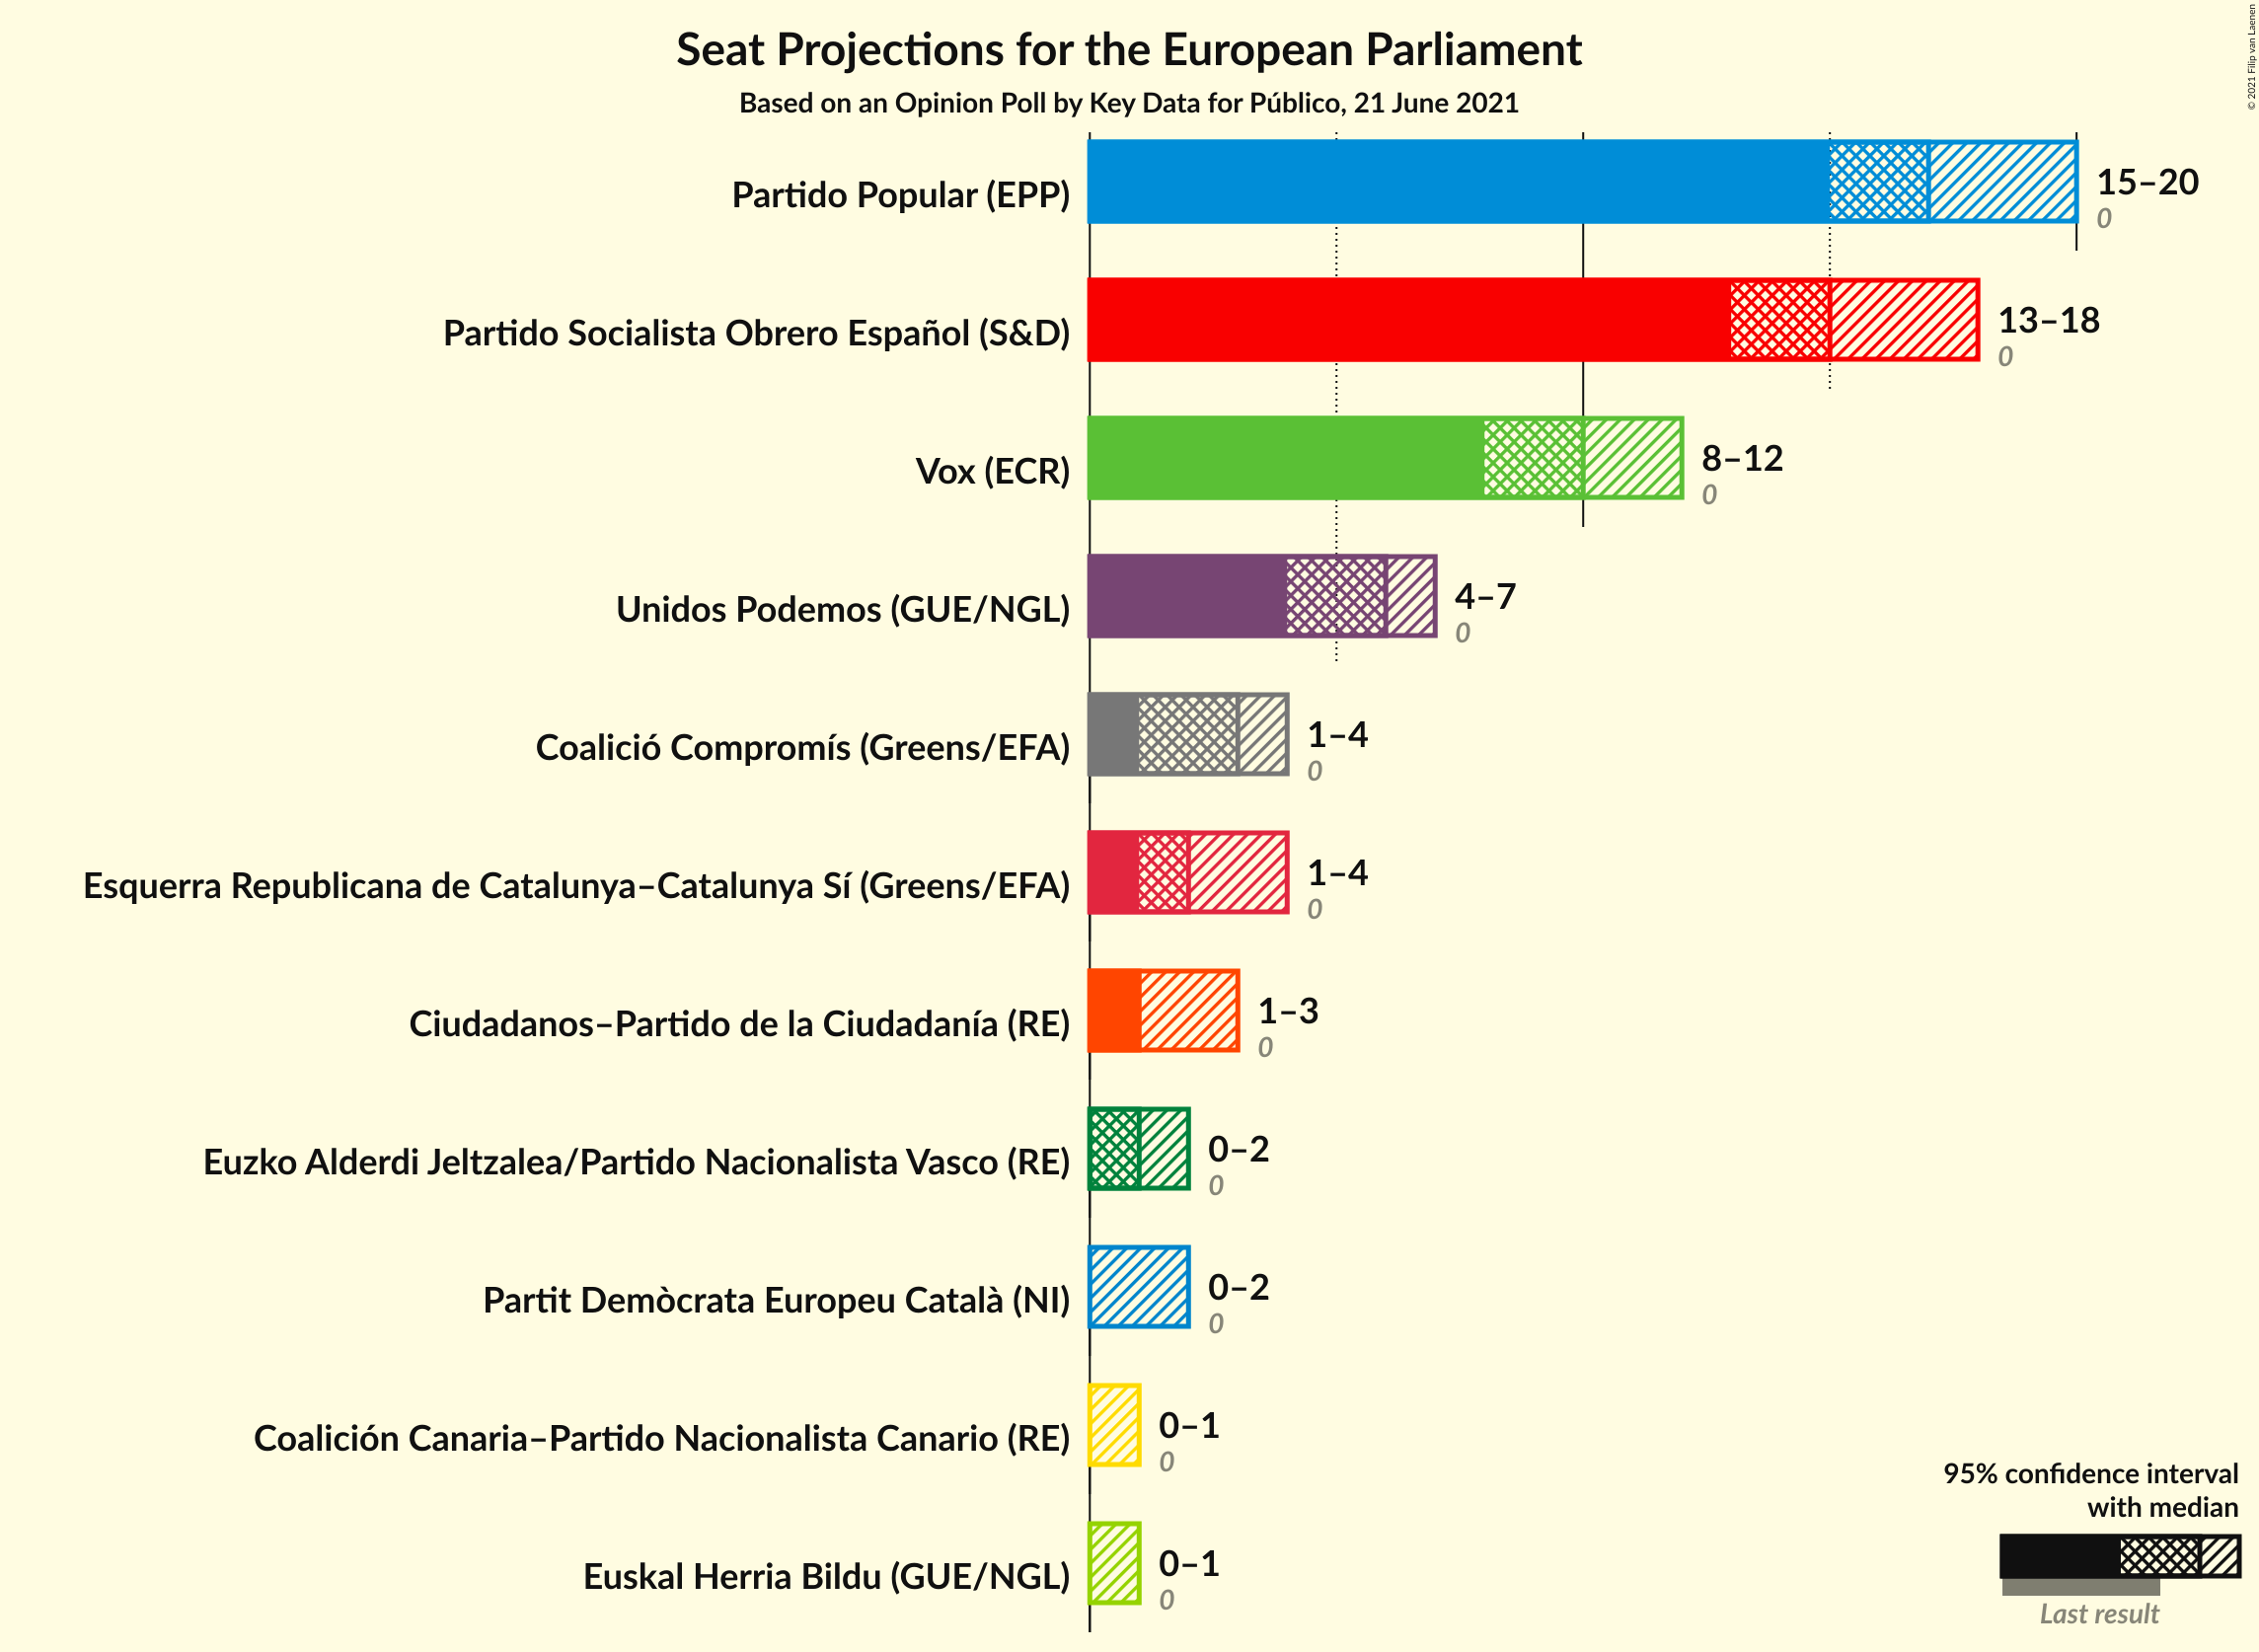 Seat Projections for the European Parliament
Based on an Opinion Poll by Key Data for Público, 21 June 2021
© 2021 Filip van Laenen
Partido Popular (EPP)
15–20
0
Partido Socialista Obrero Español (S&D)
13–18
0
Vox (ECR)
8–12
0
Unidos Podemos (GUE/NGL)
4–7
0
Coalició Compromís (Greens/EFA)
1–4
0
Esquerra Republicana de Catalunya–Catalunya Sí (Greens/EFA)
1–4
0
Ciudadanos–Partido de la Ciudadanía (RE)
1–3
0
Euzko Alderdi Jeltzalea/Partido Nacionalista Vasco (RE)
0–2
0
Partit Demòcrata Europeu Català (NI)
0–2
0
Coalición Canaria–Partido Nacionalista Canario (RE)
0–1
0
Euskal Herria Bildu (GUE/NGL)
0–1
0
95% confidence interval
with median
Last result